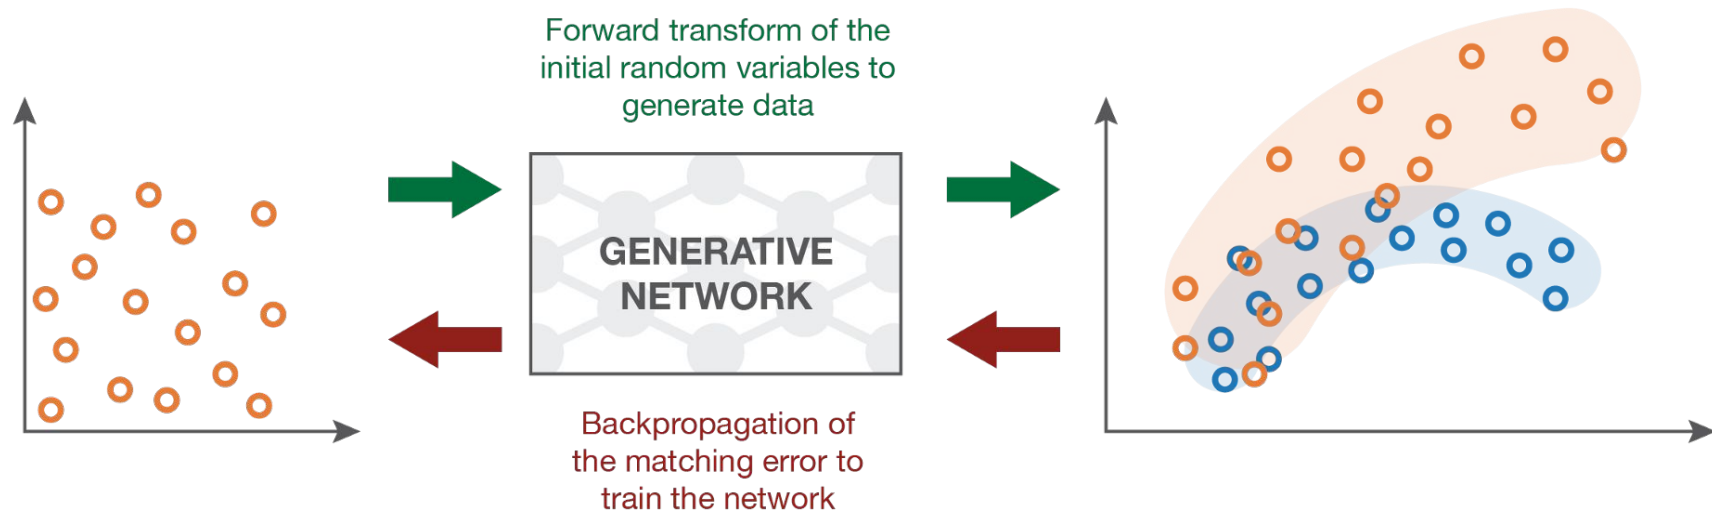 Forward transform of the
initial random variables to
generate data
GENERATIVE
NETWORK
Backpropagation of
the matching error to
train the network